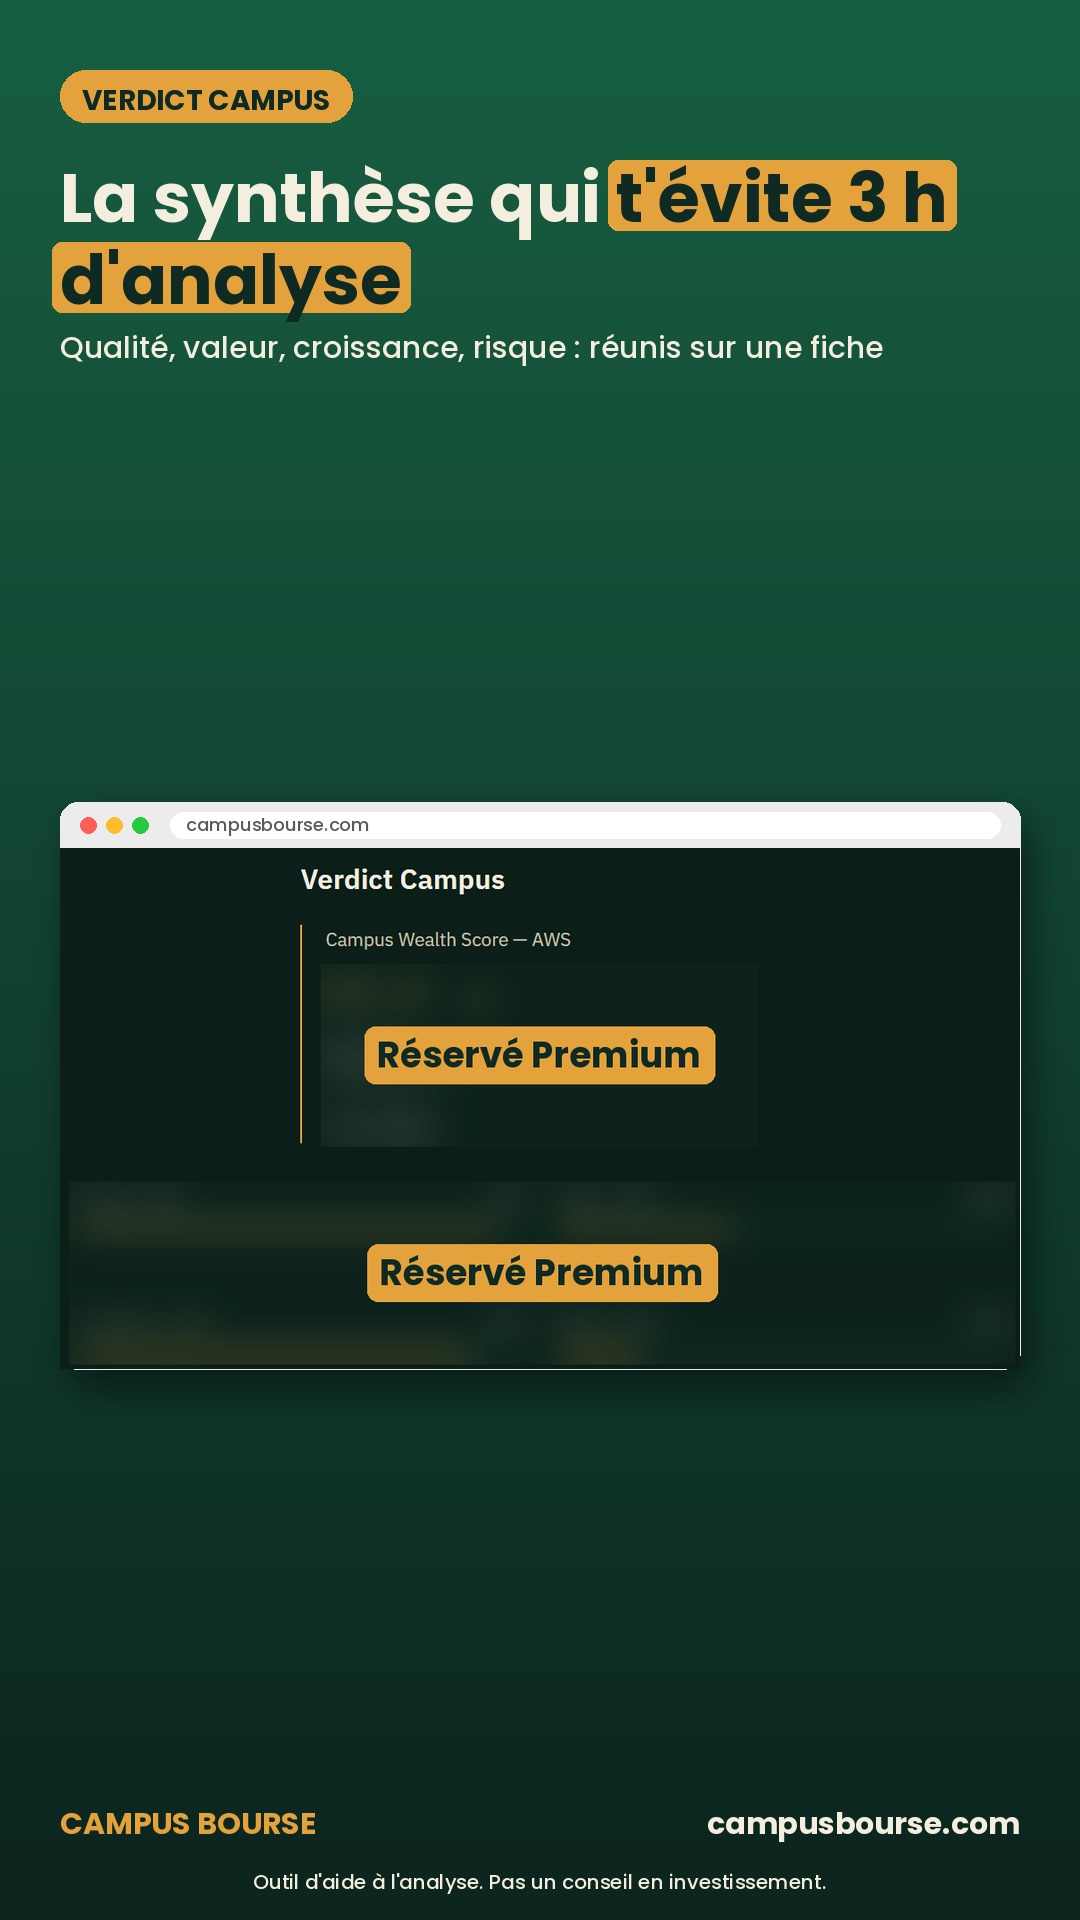 VERDICT CAMPUS
La synthèse qui t'évite 3 h
d'analyse
Qualité, valeur, croissance, risque : réunis sur une fiche
campusbourse.com
Verdict Campus
Campus Wealth Score — AWS
Réservé Premium
Réservé Premium
CAMPUS BOURSE
campusbourse.com
Outil d'aide à l'analyse. Pas un conseil en investissement.